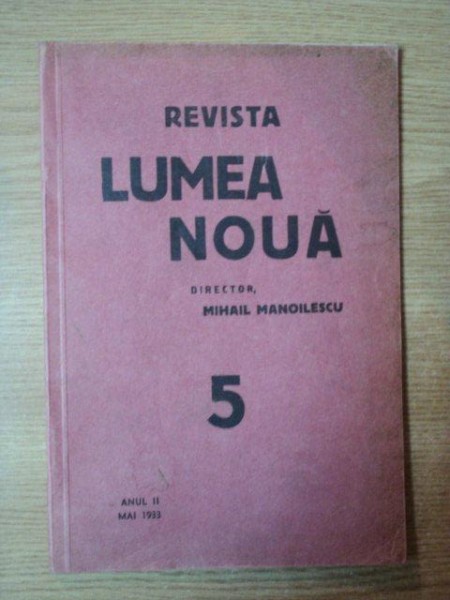 REVISTA
LUMEA
NOUĂ
DIRECTOR,
MIHAIL MANOILESCU
5
ANUL II
MAI 1933